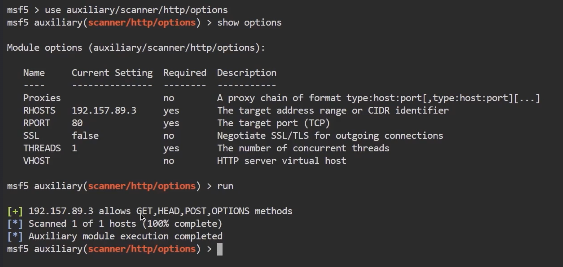 msf5 > use auxiliary/scanner/http/options
msf5 auxiliary(scanner/http/options) > show options
Module options (auxiliary/scanner/http/options):
Name Current Setting Required Description
---- --------------- -------- -----------
Proxies no A proxy chain of format type:host:port[,type:host:port][...]
RHOSTS 192.157.89.3 yes The target address range or CIDR identifier
RPORT 80 yes The target port (TCP)
SSL false no Negotiate SSL/TLS for outgoing connections
THREADS 1 yes The number of concurrent threads
VHOST no HTTP server virtual host
msf5 auxiliary(scanner/http/options) > run
[+] 192.157.89.3 allows GET,HEAD,POST,OPTIONS methods
[*] Scanned 1 of 1 hosts (100% complete)
[*] Auxiliary module execution completed
msf5 auxiliary(scanner/http/options) >